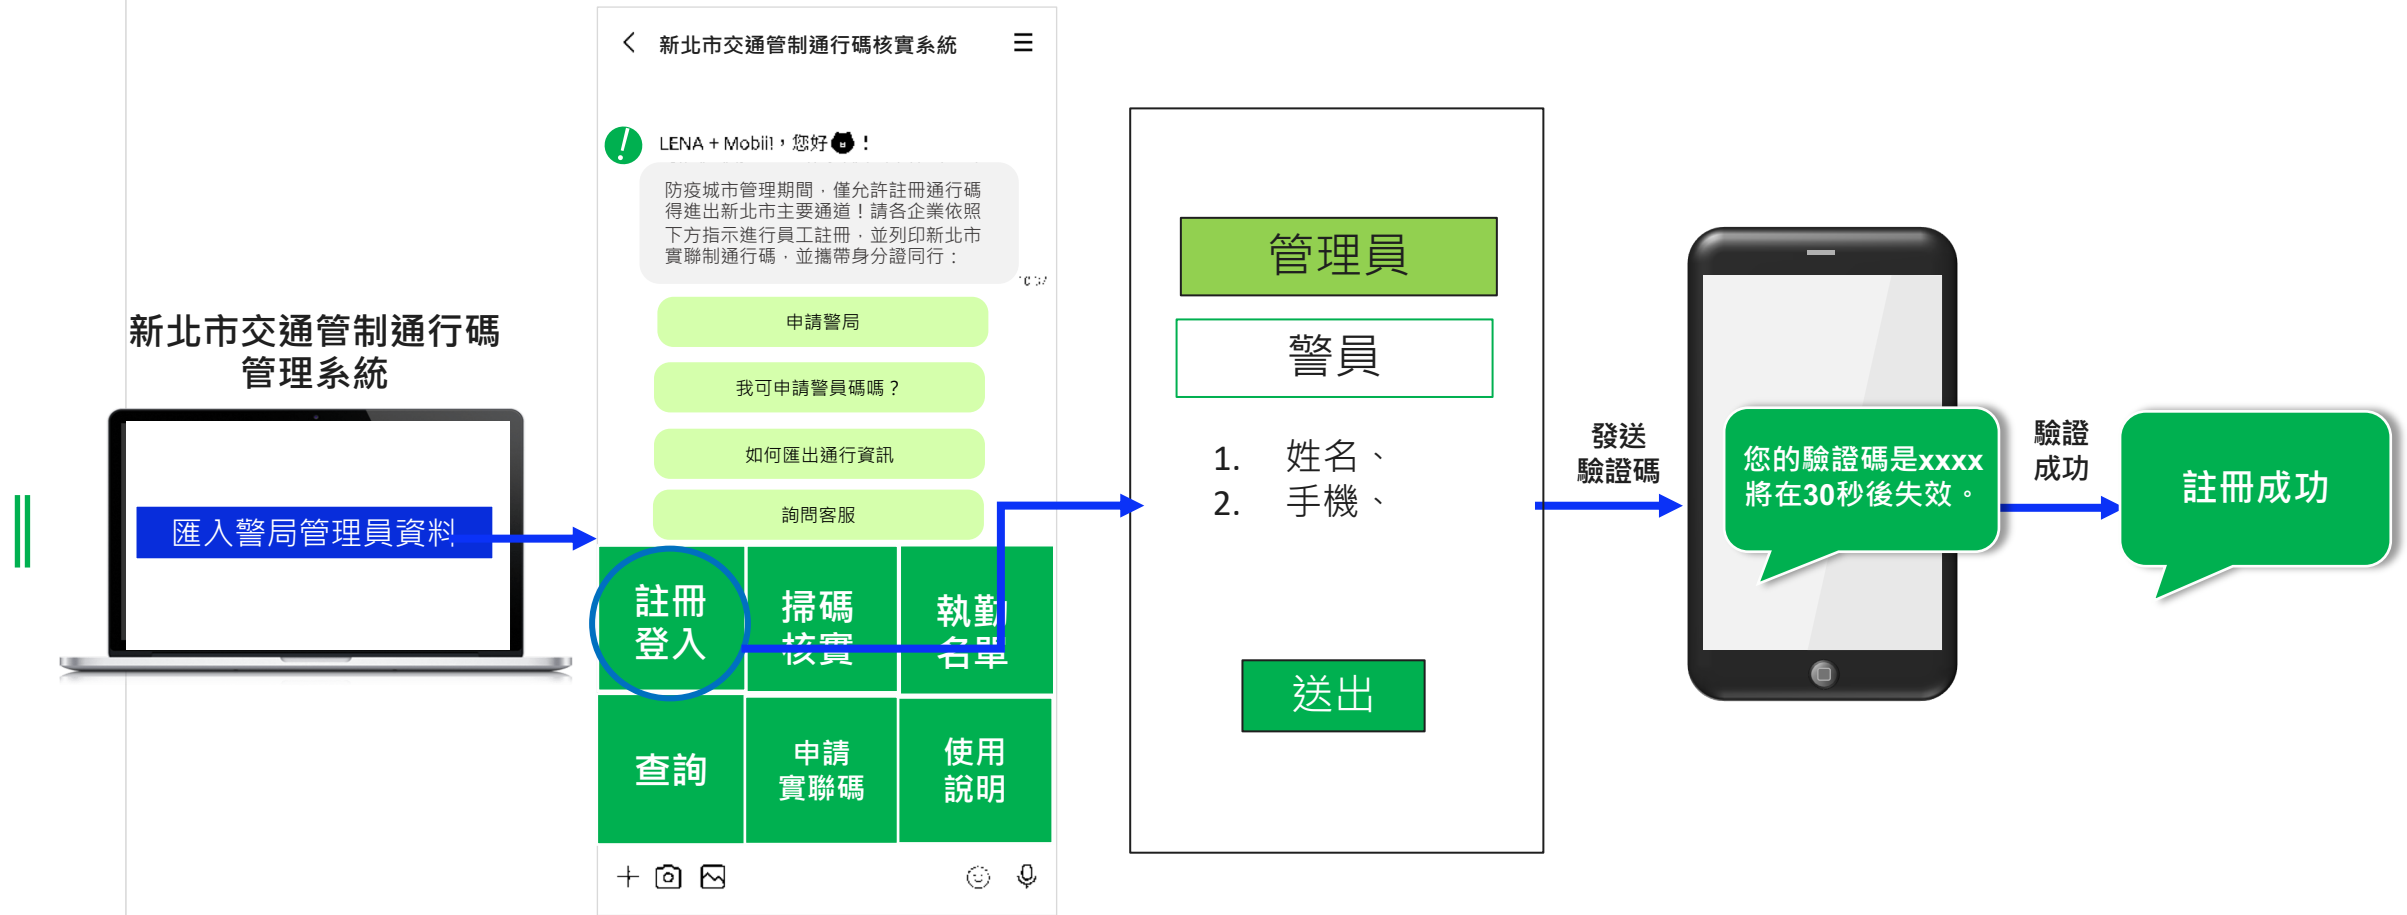 新北市交通管制通行碼
管理系統
匯入警局管理員資料
新北市交通管制通行碼核實系統
LENA + Mobii!，您好！
防疫城市管理期間，僅允許註冊通行碼
得進出新北市主要通道！請各企業依照
下方指示進行員工註冊，並列印新北市
實聯制通行碼，並攜帶身分證同行：
申請警局
我可申請警員碼嗎？
如何匯出通行資訊
詢問客服
註冊
登入
掃碼
核實
執勤
名單
查詢
申請
實聯碼
使用
說明
管理員
警員
1. 姓名、
2. 手機、
送出
發送
驗證碼
您的驗證碼是xxxx
將在30秒後失效。
驗證
成功
註冊成功